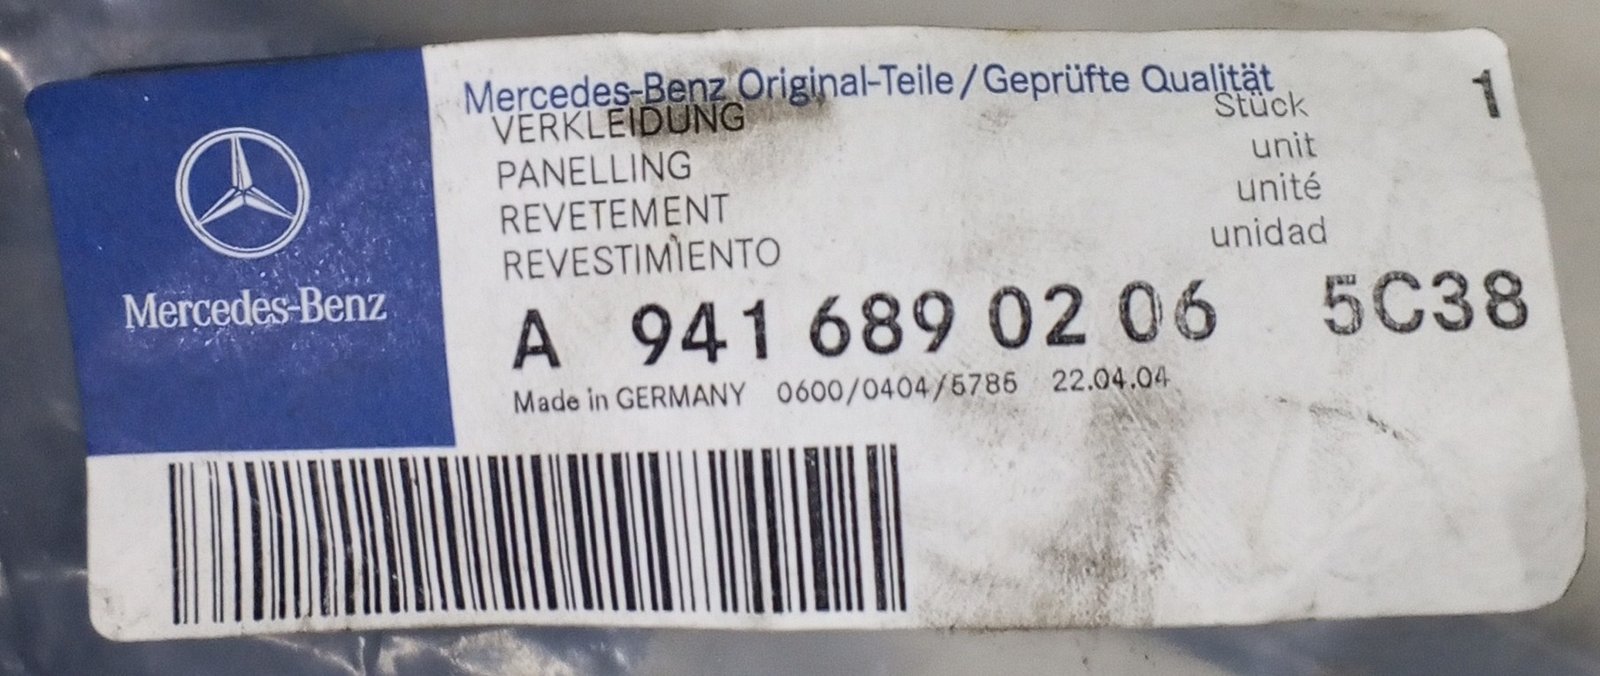 Mercedes-Benz
Mercedes-Benz Original-Teile/Geprüfte Qualität
VERKLEIDUNG Stück 1
PANELLING unit
REVETEMENT unité
REVESTIMIENTO unidad
A 941 689 02 06 5C38
Made in GERMANY 0600/0404/5785 22.04.04